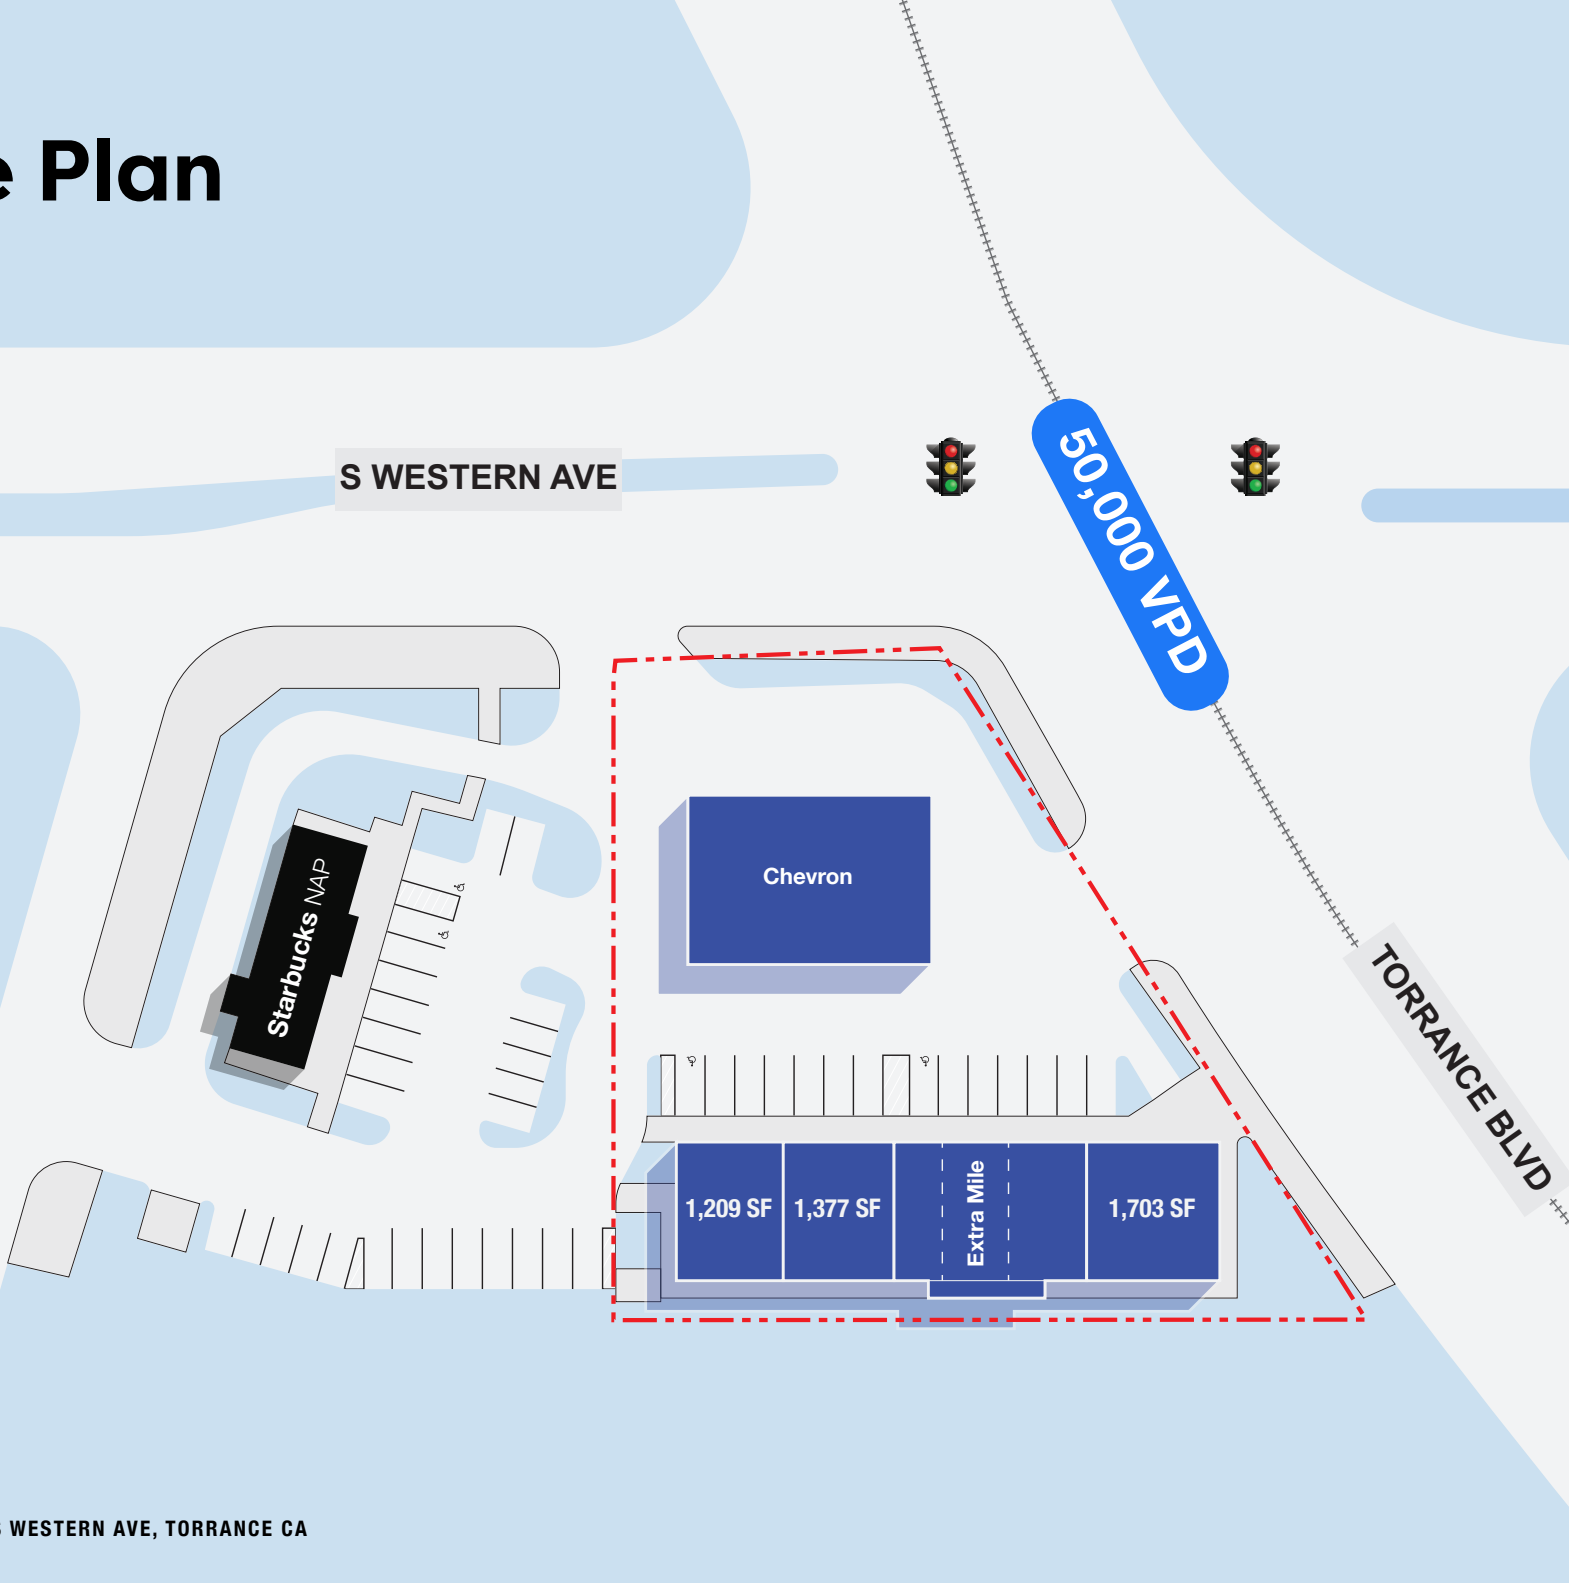 e Plan
S WESTERN AVE
50,000 VPD
Chevron
Starbucks NAP
TORRANCE BLVD
1,209 SF
1,377 SF
Extra Mile
1,703 SF
WESTERN AVE, TORRANCE CA